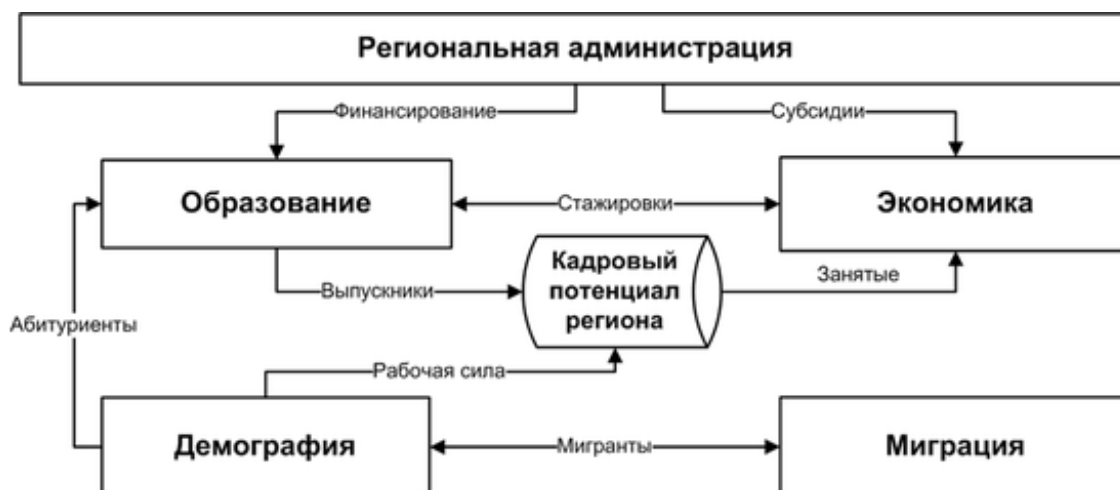 Региональная администрация
Финансирование
Субсидии
Образование
Стажировки
Экономика
Кадровый
потенциал
региона
Выпускники
Занятые
Абитуриенты
Рабочая сила
Демография
Мигранты
Миграция